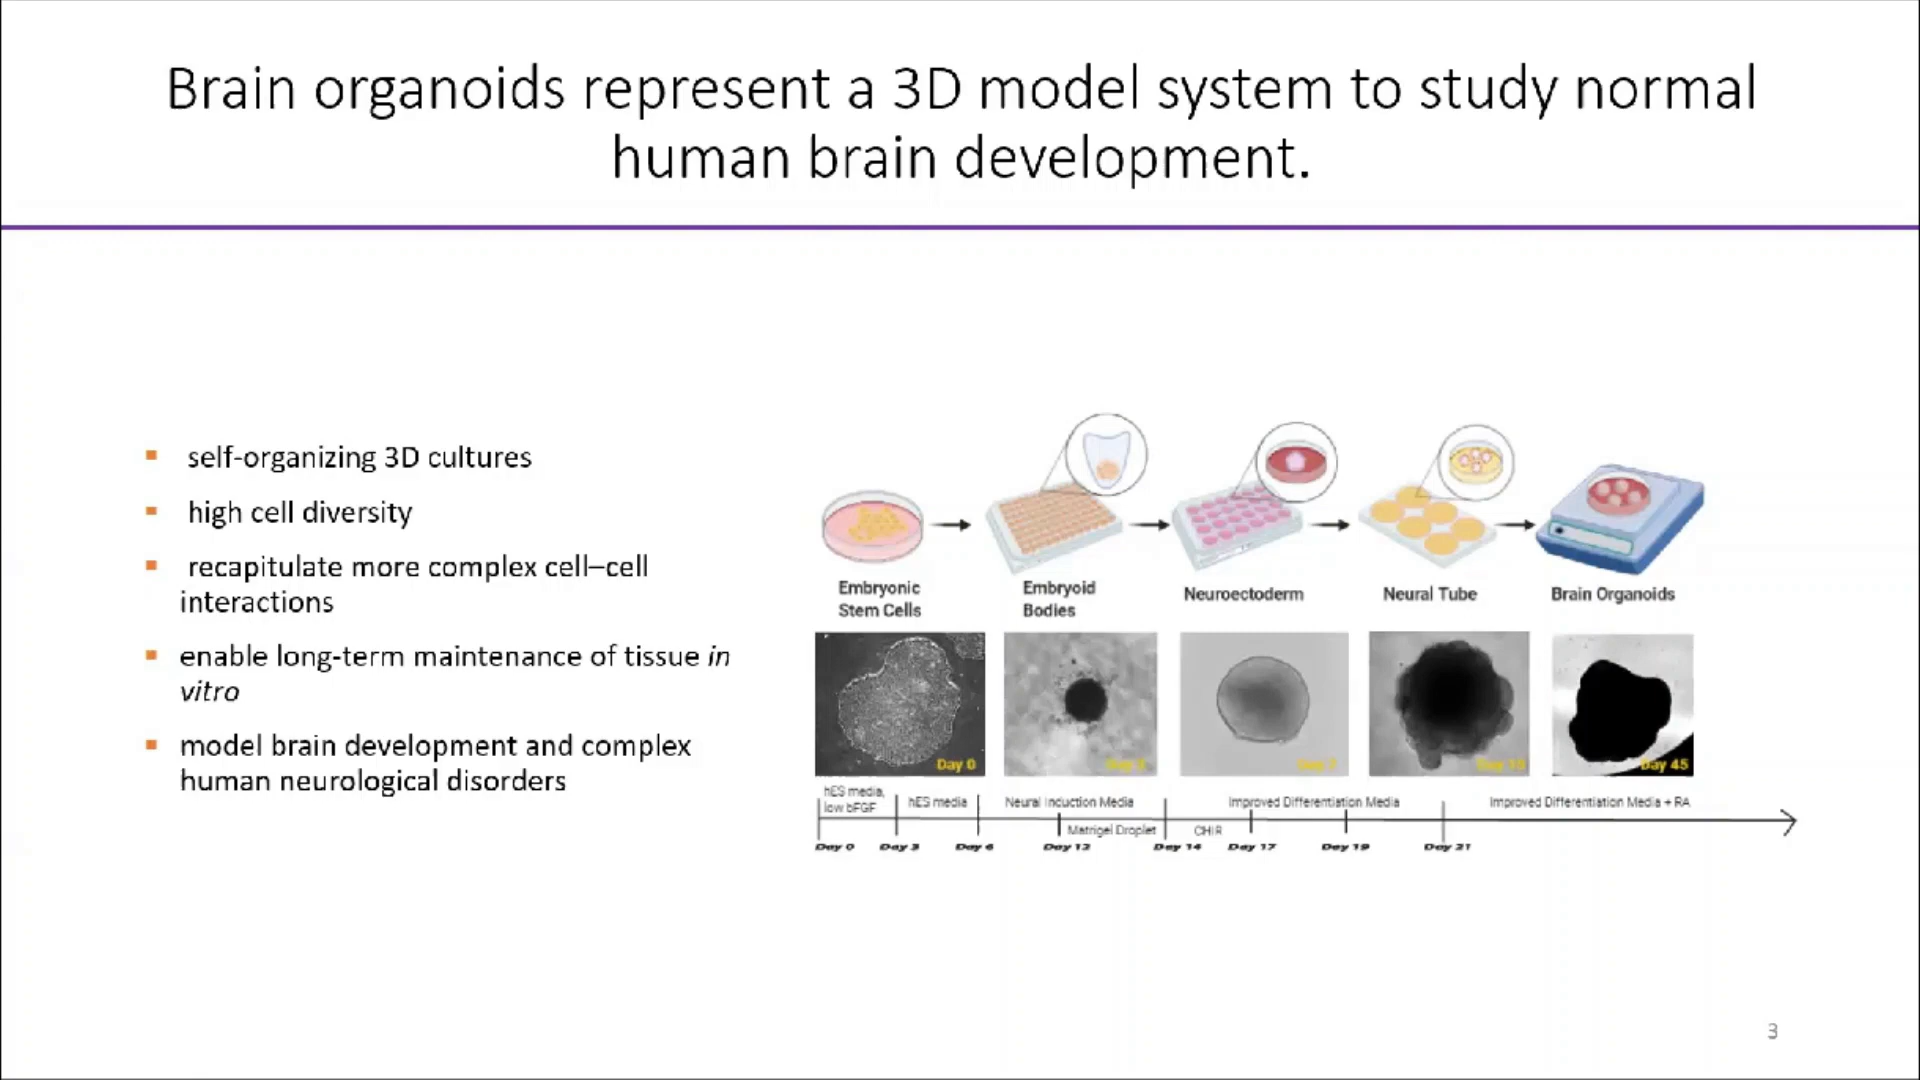 Brain organoids represent a 3D model system to study normal
human brain development.
self-organizing 3D cultures
high cell diversity
recapitulate more complex cell–cell
interactions
enable long-term maintenance of tissue in
vitro
model brain development and complex
human neurological disorders
Embryonic
Stem Cells
Embryoid
Bodies
Neuroectoderm
Neural Tube
Brain Organoids
Day 0
Day
Day
Day
Day 45
hES media,
low bFGF
hES media
Neural Induction Media
Improved Differentiation Media
Improved Differentiation Media + RA
Matrigel Droplet
CHIR
Day 0
Day 3
Day 6
Day 13
Day 14
Day 17
Day 19
Day 21
3